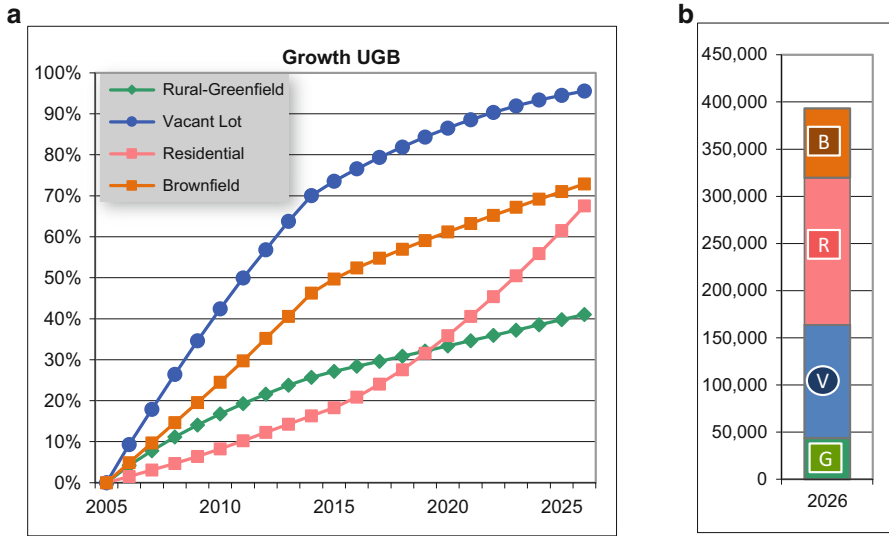 a
Growth UGB
100%
90%
80%
70%
60%
50%
40%
30%
20%
10%
0%
Rural-Greenfield
Vacant Lot
Residential
Brownfield
2005 2010 2015 2020 2025
b
450,000
400,000
350,000
300,000
250,000
200,000
150,000
100,000
50,000
0
B
R
V
G
2026